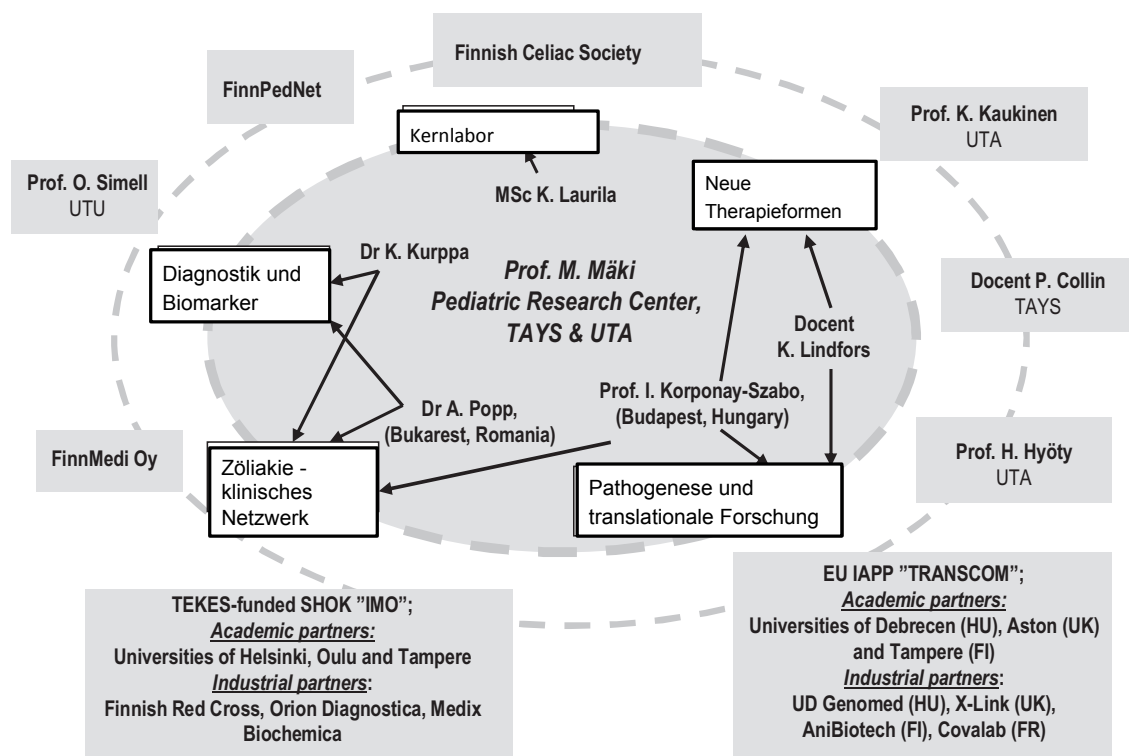 Finnish Celiac Society
FinnPedNet
Kernlabor
Prof. K. Kaukinen
UTA
Prof. O. Simell
UTU
MSc K. Laurila
Neue
Therapieformen
Dr K. Kurppa
Diagnostik und
Biomarker
Prof. M. Mäki
Pediatric Research Center,
TAYS & UTA
Docent P. Collin
TAYS
Docent
K. Lindfors
Prof. I. Korponay-Szabo,
(Budapest, Hungary)
Dr A. Popp,
(Bukarest, Romania)
FinnMedi Oy
Zöliakie -
klinisches
Netzwerk
Pathogenese und
translationale Forschung
Prof. H. Hyöty
UTA
TEKES-funded SHOK ”IMO”;
Academic partners:
Universities of Helsinki, Oulu and Tampere
Industrial partners:
Finnish Red Cross, Orion Diagnostica, Medix
Biochemica
EU IAPP ”TRANSCOM”;
Academic partners:
Universities of Debrecen (HU), Aston (UK)
and Tampere (FI)
Industrial partners:
UD Genomed (HU), X-Link (UK),
AniBiotech (FI), Covalab (FR)